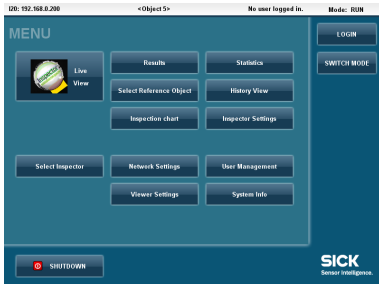 I20: 192.168.0.200 <Object 5> No user logged in. Mode: RUN
MENU
LOGIN
SWITCH MODE
Inspector
Live
View
Results
Statistics
Select Reference Object
History View
Inspection chart
Inspector Settings
Select Inspector
Network Settings
User Management
Viewer Settings
System Info
SHUTDOWN
SICK
Sensor Intelligence.